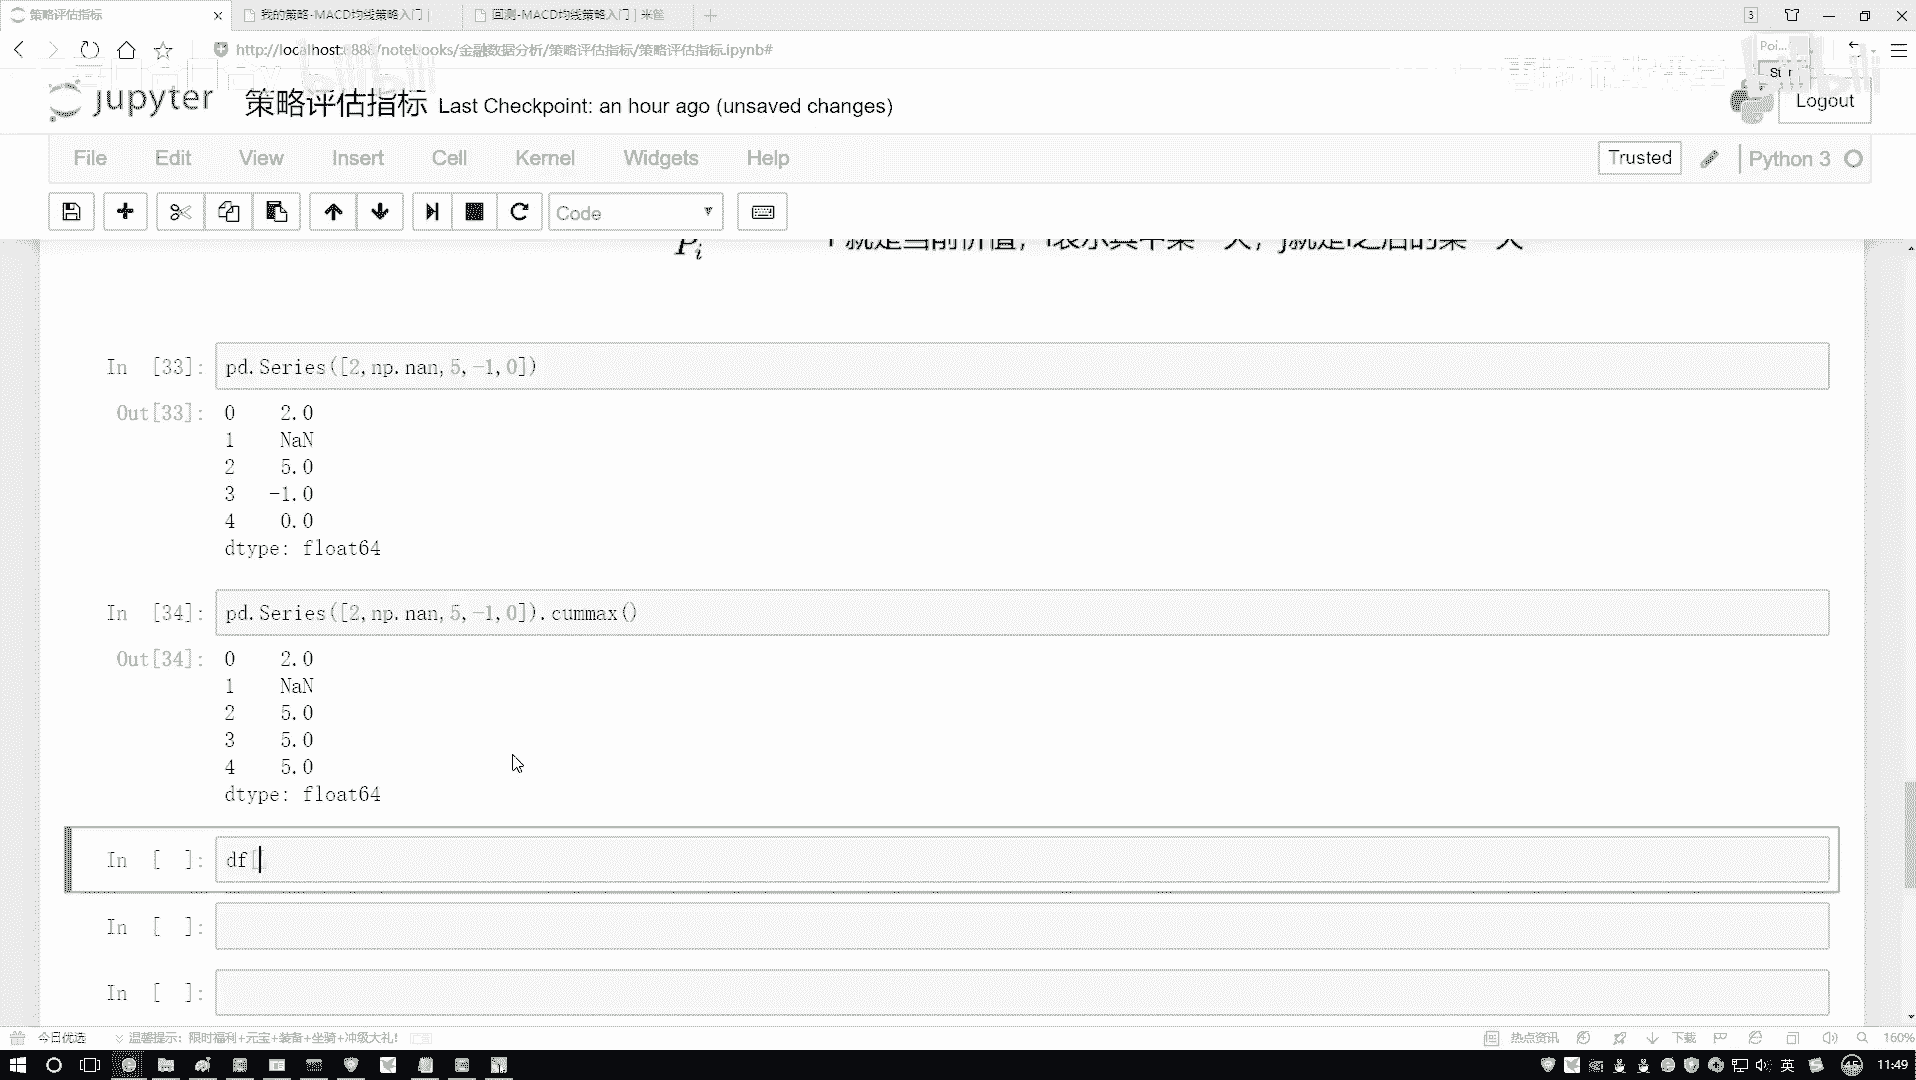 策略评估指标
我的策略-MACD均线策略入门 |
回测-MACD均线策略入门 | 米筐
3
http://localhost:8888/notebooks/金融数据分析/策略评估指标/策略评估指标.ipynb#
jupyter 策略评估指标 Last Checkpoint: an hour ago (unsaved changes)
Logout
File Edit View Insert Cell Kernel Widgets Help
Trusted
Python 3
Code
Pi
In [33]: pd.Series([2,np.nan,5,-1,0])
Out[33]: 0 2.0
1 NaN
2 5.0
3 -1.0
4 0.0
dtype: float64
In [34]: pd.Series([2,np.nan,5,-1,0]).cummax()
Out[34]: 0 2.0
1 NaN
2 5.0
3 5.0
4 5.0
dtype: float64
In [ ]: df[
In [ ]:
In [ ]:
今日优选
温馨提示: 限时福利+元宝+装备+坐骑+冲级大礼!
热点资讯
下载
160%
英
45
11:49